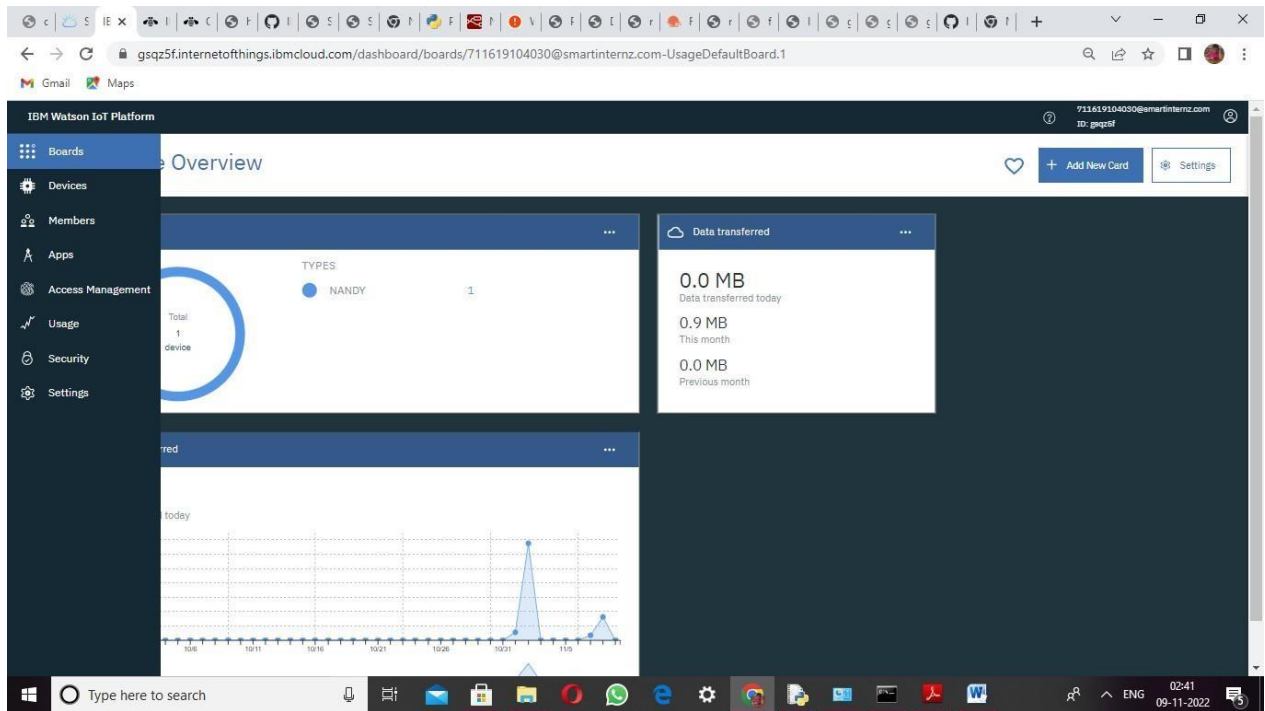 gsqz5f.internetofthings.ibmcloud.com/dashboard/boards/711619104030@smartinternz.com-UsageDefaultBoard.1
Gmail Maps
IBM Watson IoT Platform
711619104030@smartinternz.com
ID: gsqz5f
Boards
e Overview
Add New Card
Settings
Devices
Members
Apps
Access Management
Usage
Security
Settings
Data transferred
TYPES
NANDY 1
Total
1
device
0.0 MB
Data transferred today
0.9 MB
This month
0.0 MB
Previous month
rred
today
10/6 10/11 10/16 10/21 10/26 10/31 11/5
Type here to search
ENG
02:41
09-11-2022